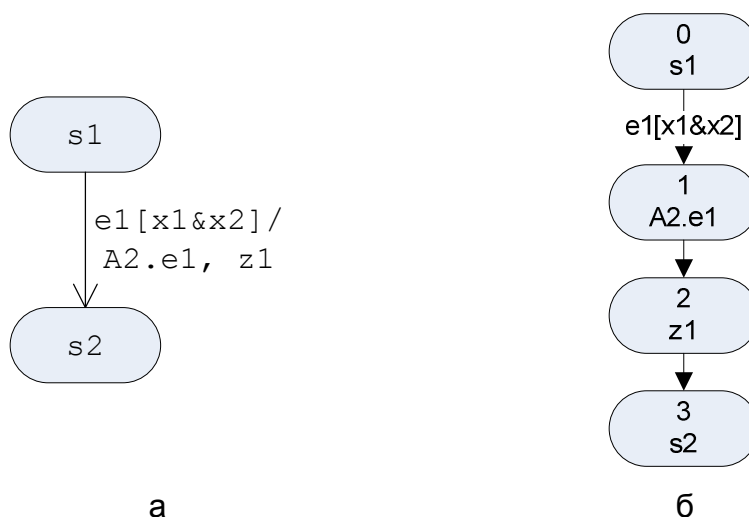 s1
e1[x1&x2]/
A2.e1, z1
s2
а
0
s1
e1[x1&x2]
1
A2.e1
2
z1
3
s2
б